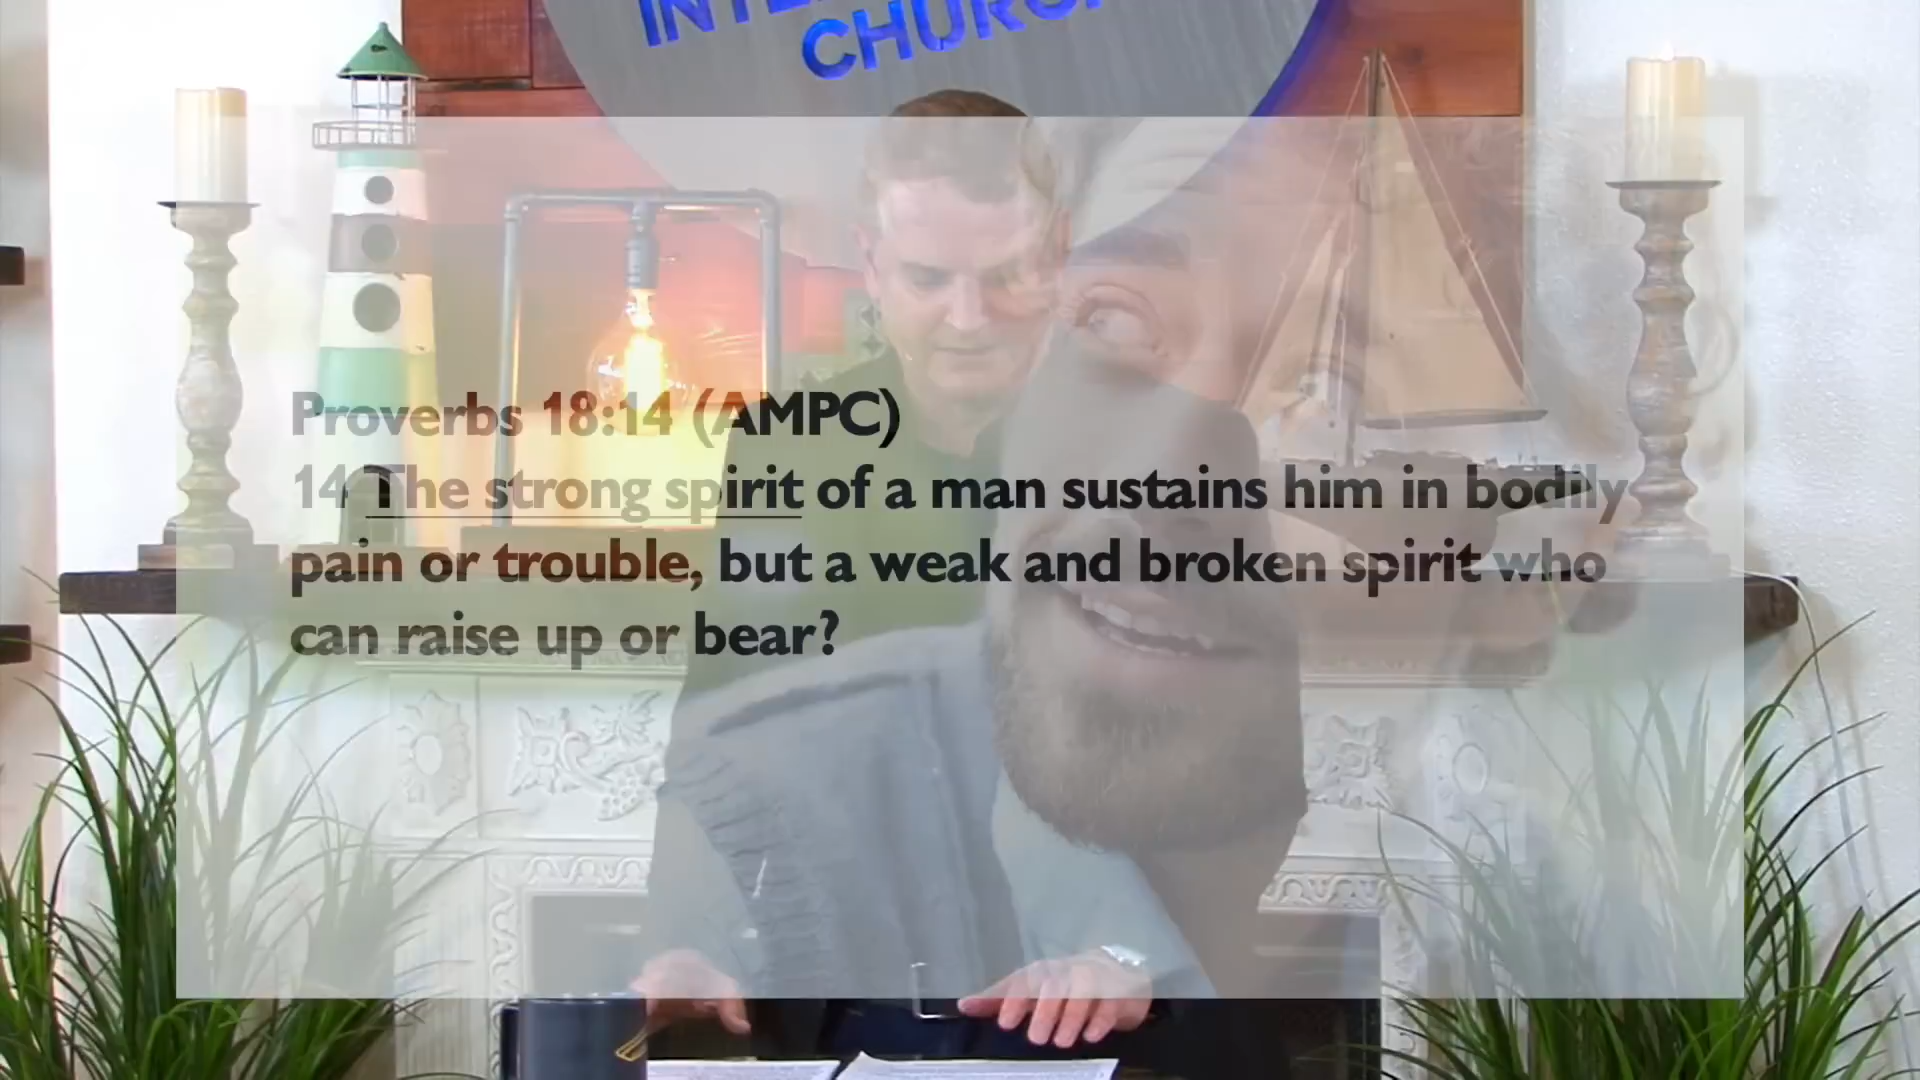 CHURCH
Proverbs 18:14 (AMPC)
14 The strong spirit of a man sustains him in bodily
pain or trouble, but a weak and broken spirit who
can raise up or bear?